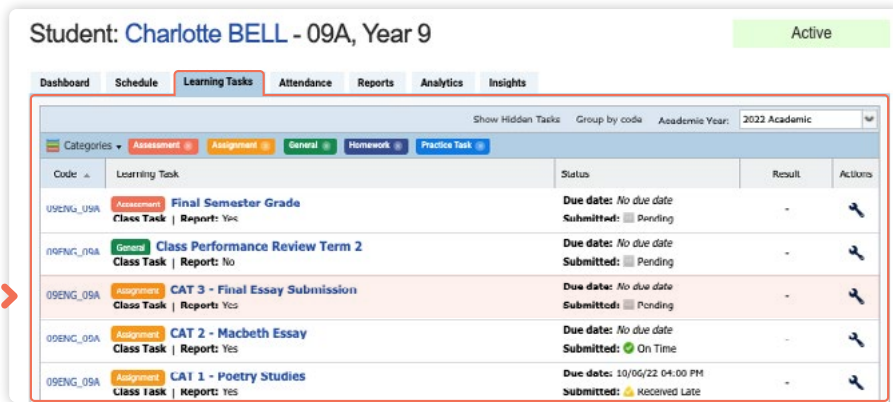 Student: Charlotte BELL - 09A, Year 9
Active
Dashboard Schedule Learning Tasks Attendance Reports Analytics Insights
Show Hidden Tasks Group by code Academic Year: 2022 Academic
Categories Assessment Assignment General Homework Practice Task
Code Learning Task Status Result Actions
09ENG_09A Assessment Final Semester Grade Due date: No due date -
Class Task | Report: Yes Submitted: Pending
09ENG_09A General Class Performance Review Term 2 Due date: No due date -
Class Task | Report: No Submitted: Pending
09ENG_09A Assignment CAT 3 - Final Essay Submission Due date: No due date -
Class Task | Report: Yes Submitted: Pending
09ENG_09A Assignment CAT 2 - Macbeth Essay Due date: No due date -
Class Task | Report: Yes Submitted: On Time
09ENG_09A Assignment CAT 1 - Poetry Studies Due date: 10/06/22 04:00 PM -
Class Task | Report: Yes Submitted: Received Late